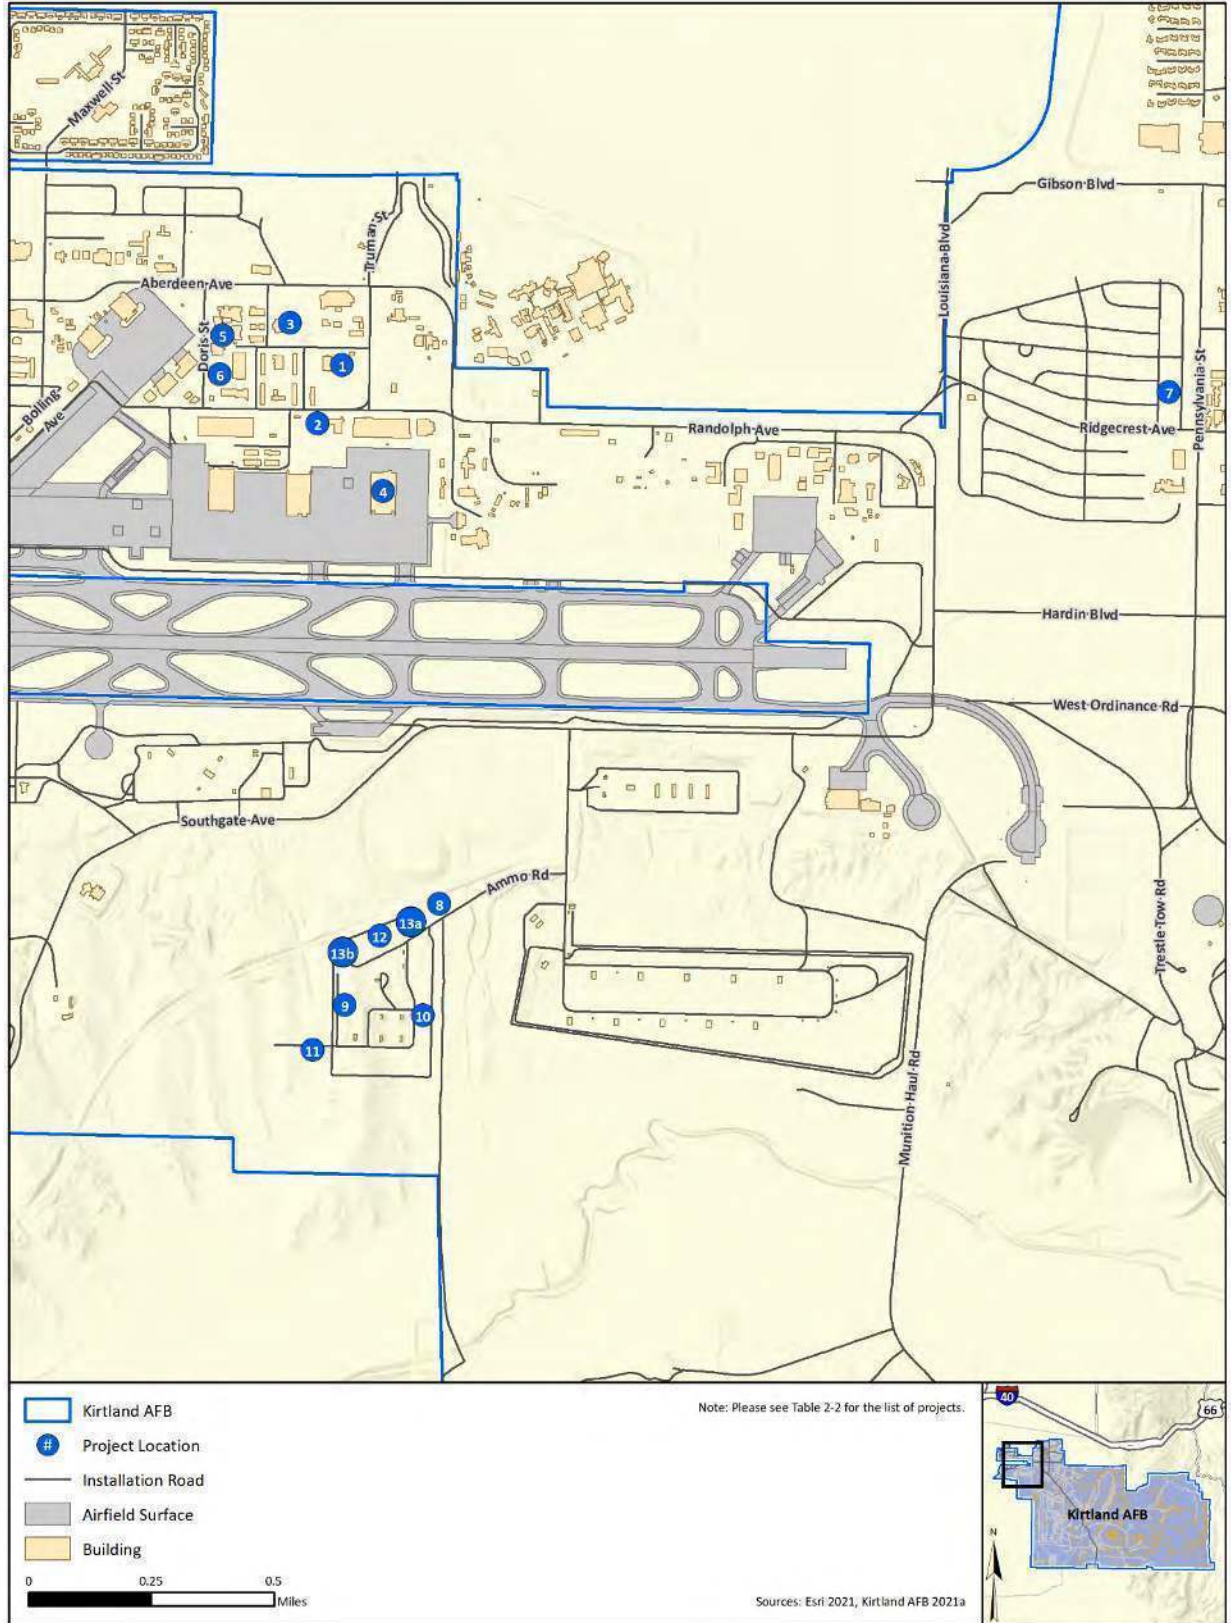 Maxwell St
Gibson Blvd
Truman St
Louisiana Blvd
Aberdeen Ave
Doris St
3
5
1
6
7
Pennsylvania St
Bolling
Ave
2
Randolph Ave
Ridgecrest Ave
4
Hardin Blvd
West Ordinance Rd
Southgate Ave
Ammo Rd
8
13a
12
13b
Trestle Tow Rd
9
10
11
Munition Haul Rd
Kirtland AFB
Note: Please see Table 2-2 for the list of projects.
40
66
# Project Location
Installation Road
Airfield Surface
Kirtland AFB
Building
N
0 0.25 0.5
Miles
Sources: Esri 2021, Kirtland AFB 2021a